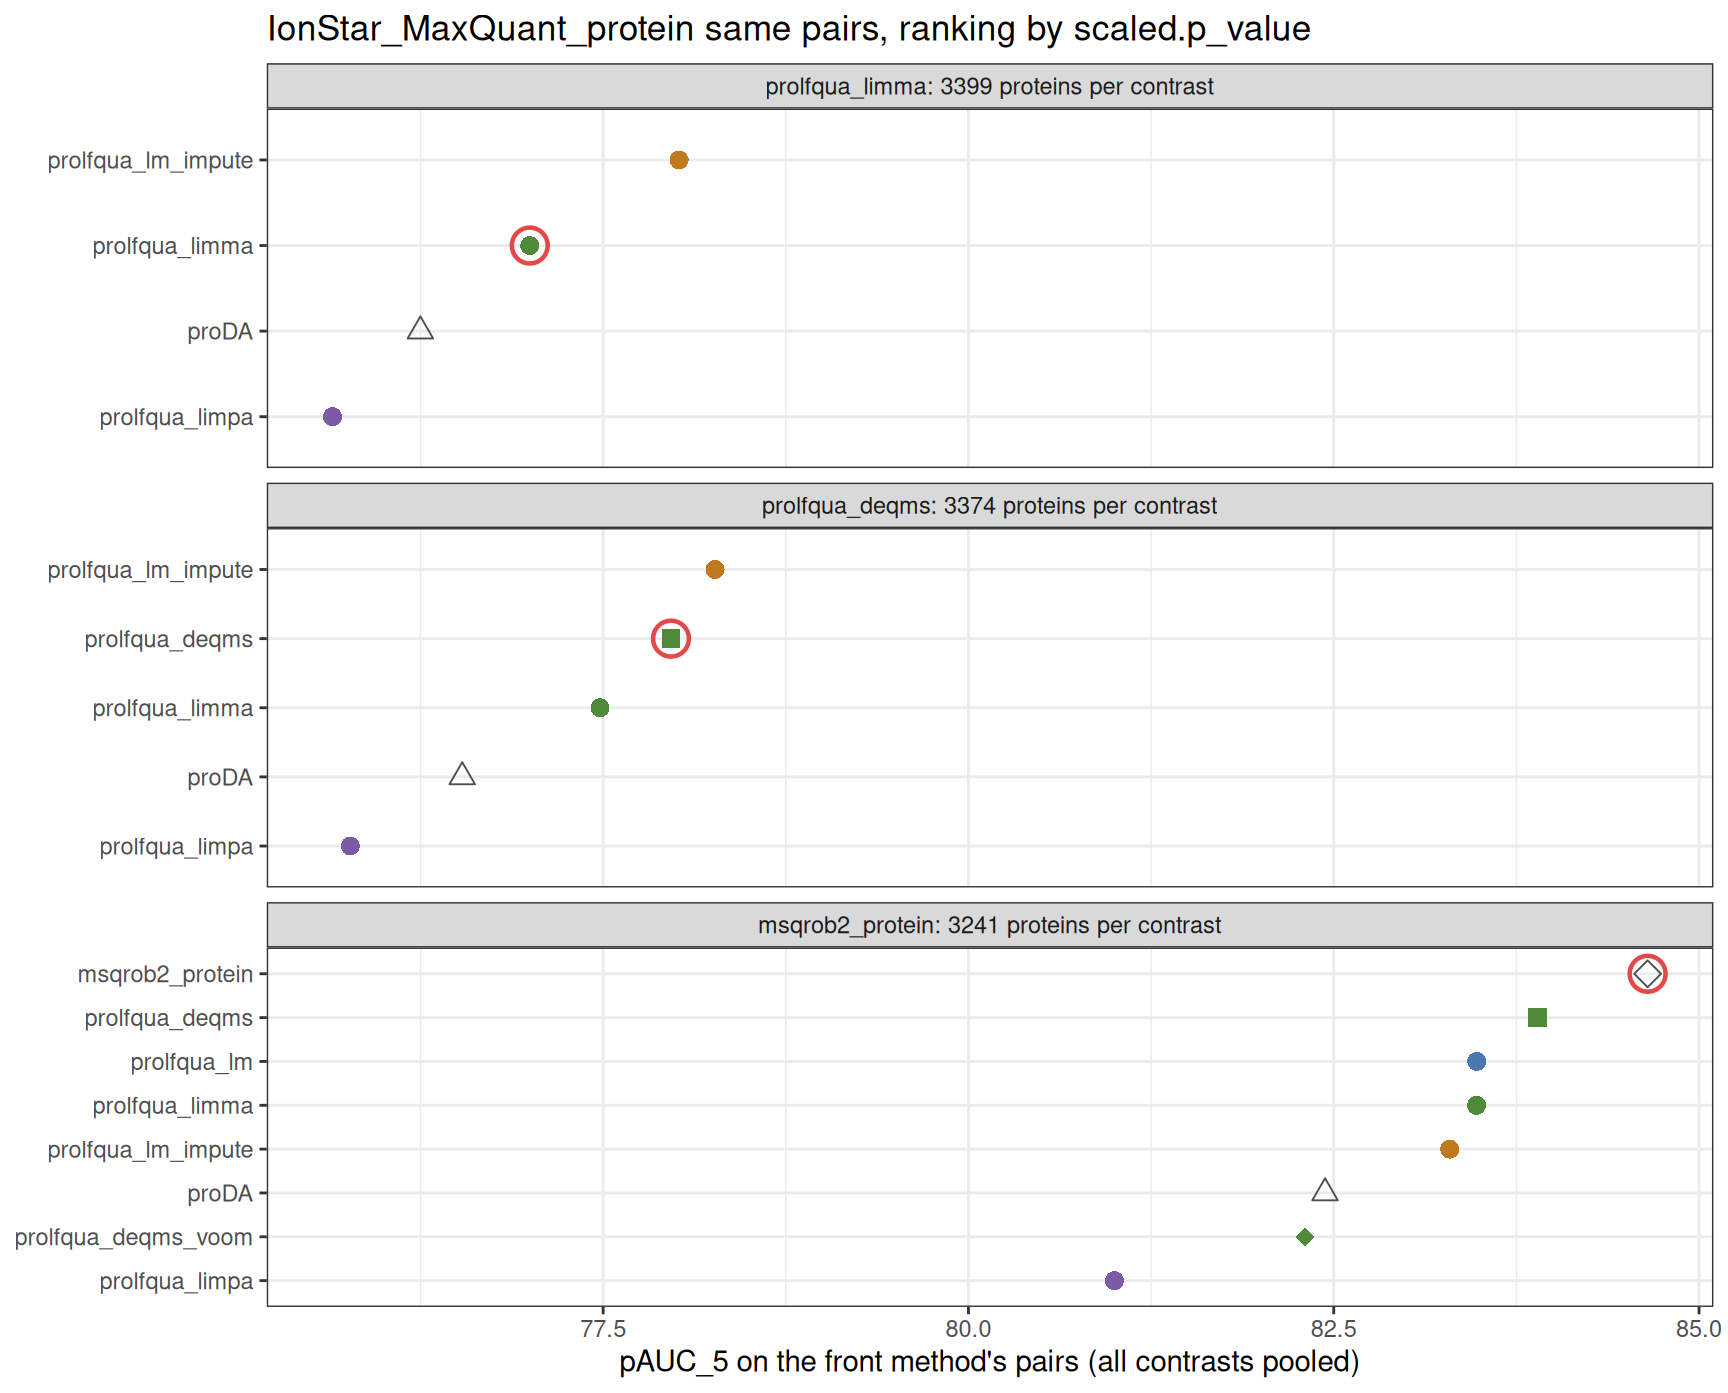 IonStar_MaxQuant_protein same pairs, ranking by scaled.p_value
prolfqua_limma: 3399 proteins per contrast
prolfqua_lm_impute
prolfqua_limma
proDA
prolfqua_limpa
prolfqua_deqms: 3374 proteins per contrast
prolfqua_lm_impute
prolfqua_deqms
prolfqua_limma
proDA
prolfqua_limpa
msqrob2_protein: 3241 proteins per contrast
msqrob2_protein
prolfqua_deqms
prolfqua_lm
prolfqua_limma
prolfqua_lm_impute
proDA
prolfqua_deqms_voom
prolfqua_limpa
77.5 80.0 82.5 85.0
pAUC_5 on the front method's pairs (all contrasts pooled)